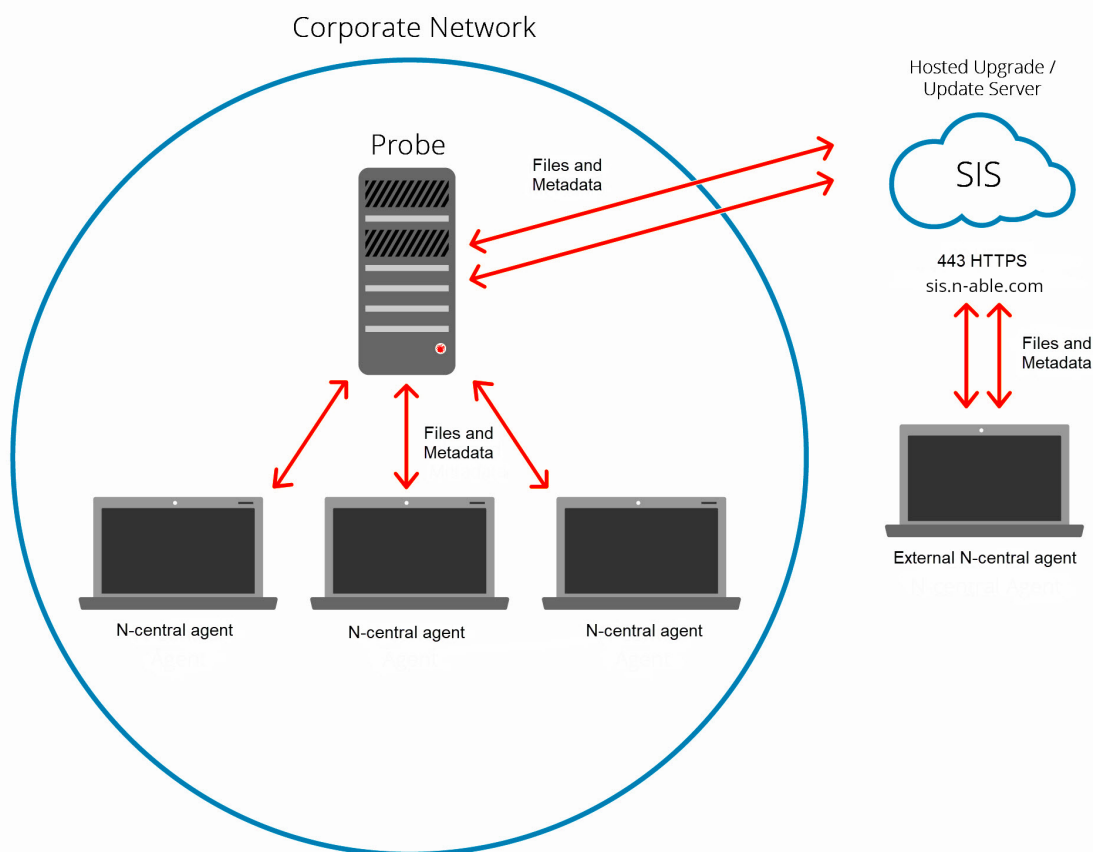 Corporate Network
Hosted Upgrade /
Update Server
Probe
Files and
Metadata
SIS
443 HTTPS
sis.n-able.com
Files and
Metadata
Files and
Metadata
External N-central agent
N-central agent
N-central agent
N-central agent